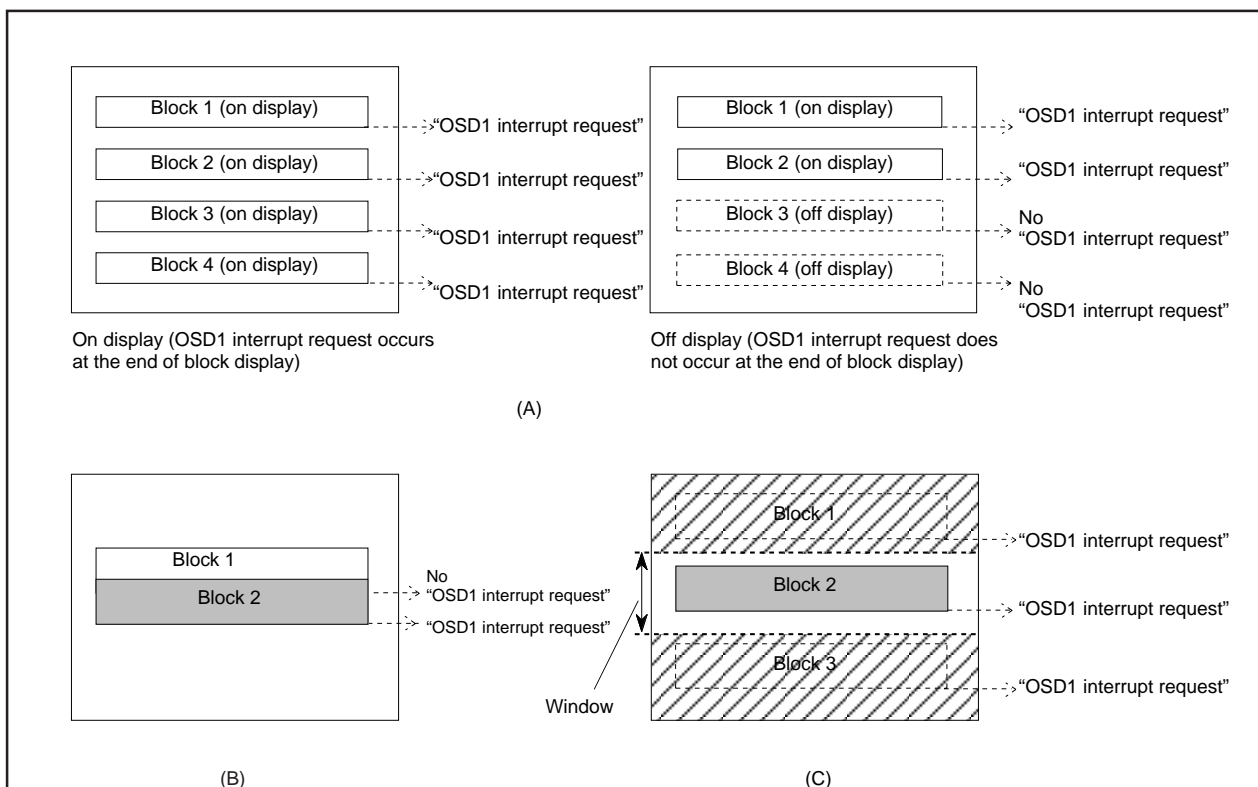 Block 1 (on display)
“OSD1 interrupt request”
Block 2 (on display)
“OSD1 interrupt request”
Block 3 (on display)
“OSD1 interrupt request”
Block 4 (on display)
“OSD1 interrupt request”
On display (OSD1 interrupt request occurs
at the end of block display)
Block 1 (on display)
“OSD1 interrupt request”
Block 2 (on display)
“OSD1 interrupt request”
Block 3 (off display)
No
“OSD1 interrupt request”
Block 4 (off display)
No
“OSD1 interrupt request”
Off display (OSD1 interrupt request does
not occur at the end of block display)
(A)
Block 1
Block 2
No
“OSD1 interrupt request”
“OSD1 interrupt request”
(B)
Block 1
“OSD1 interrupt request”
Block 2
“OSD1 interrupt request”
Block 3
“OSD1 interrupt request”
Window
(C)